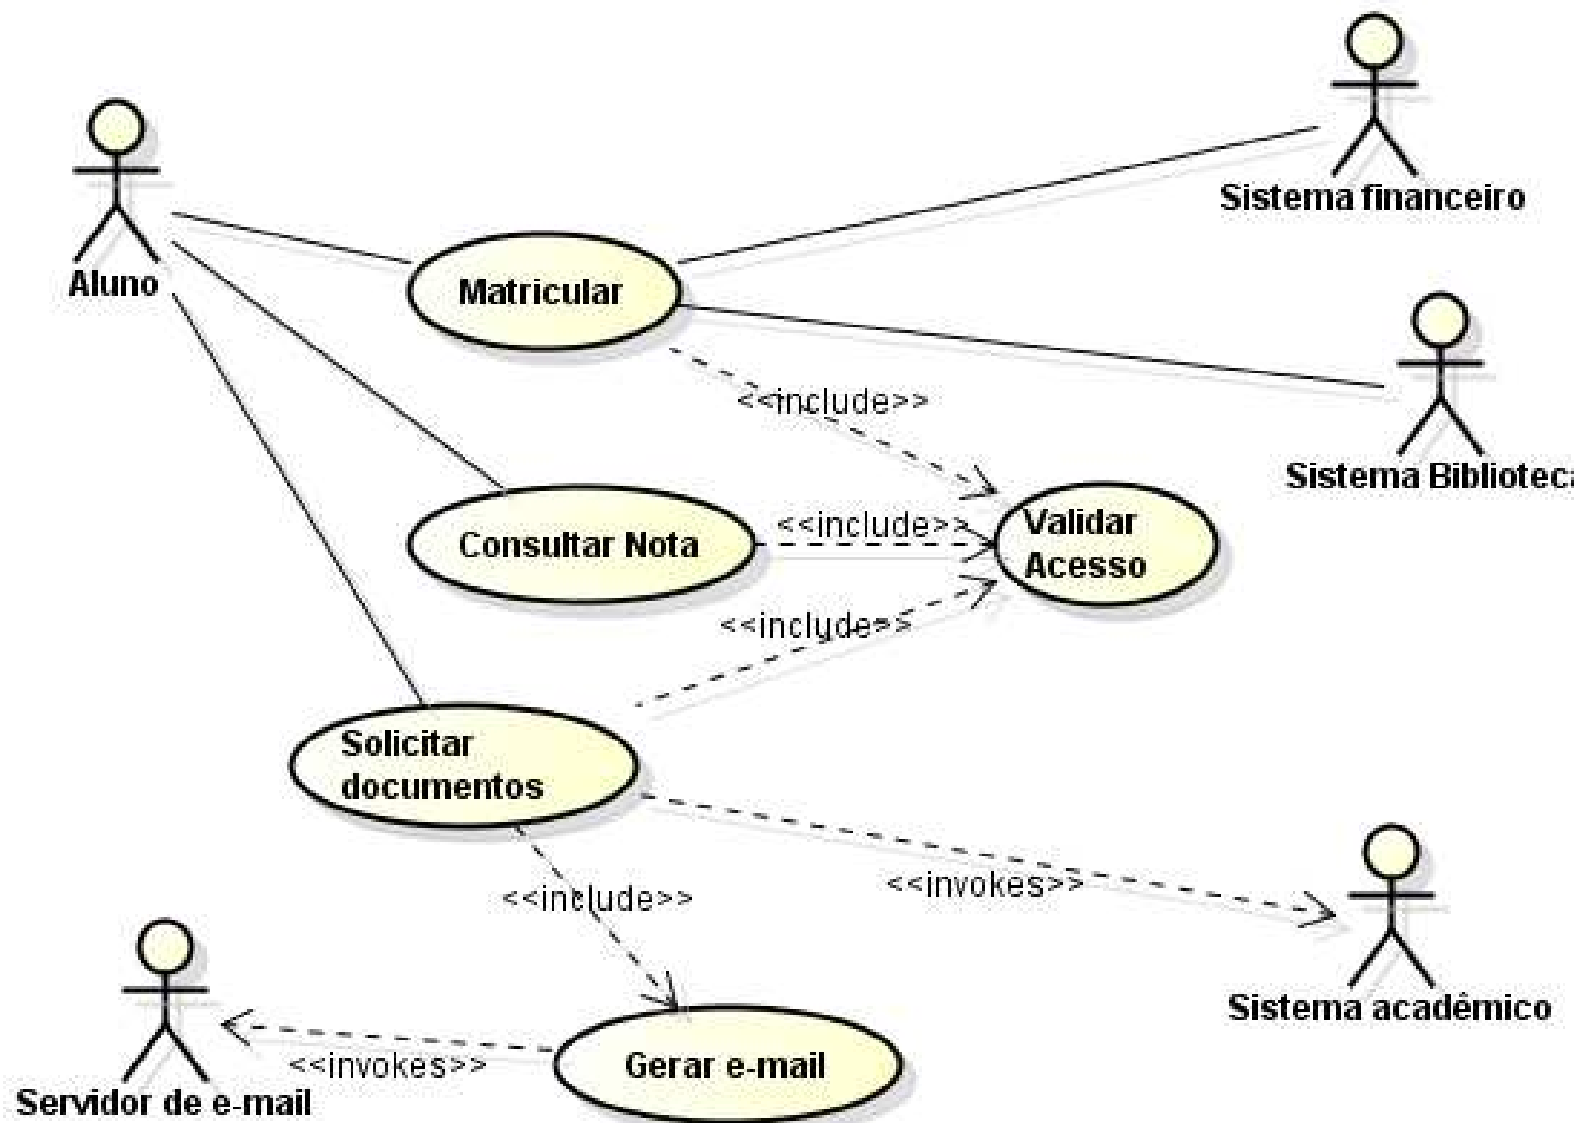 Sistema financeiro
Aluno
Matricular
<<include>>
Sistema Biblioteca
Consultar Nota
<<include>>
Validar
Acesso
<<include>>
Solicitar
documentos
<<invokes>>
<<include>>
Sistema acadêmico
Gerar e-mail
<<invokes>>
Servidor de e-mail